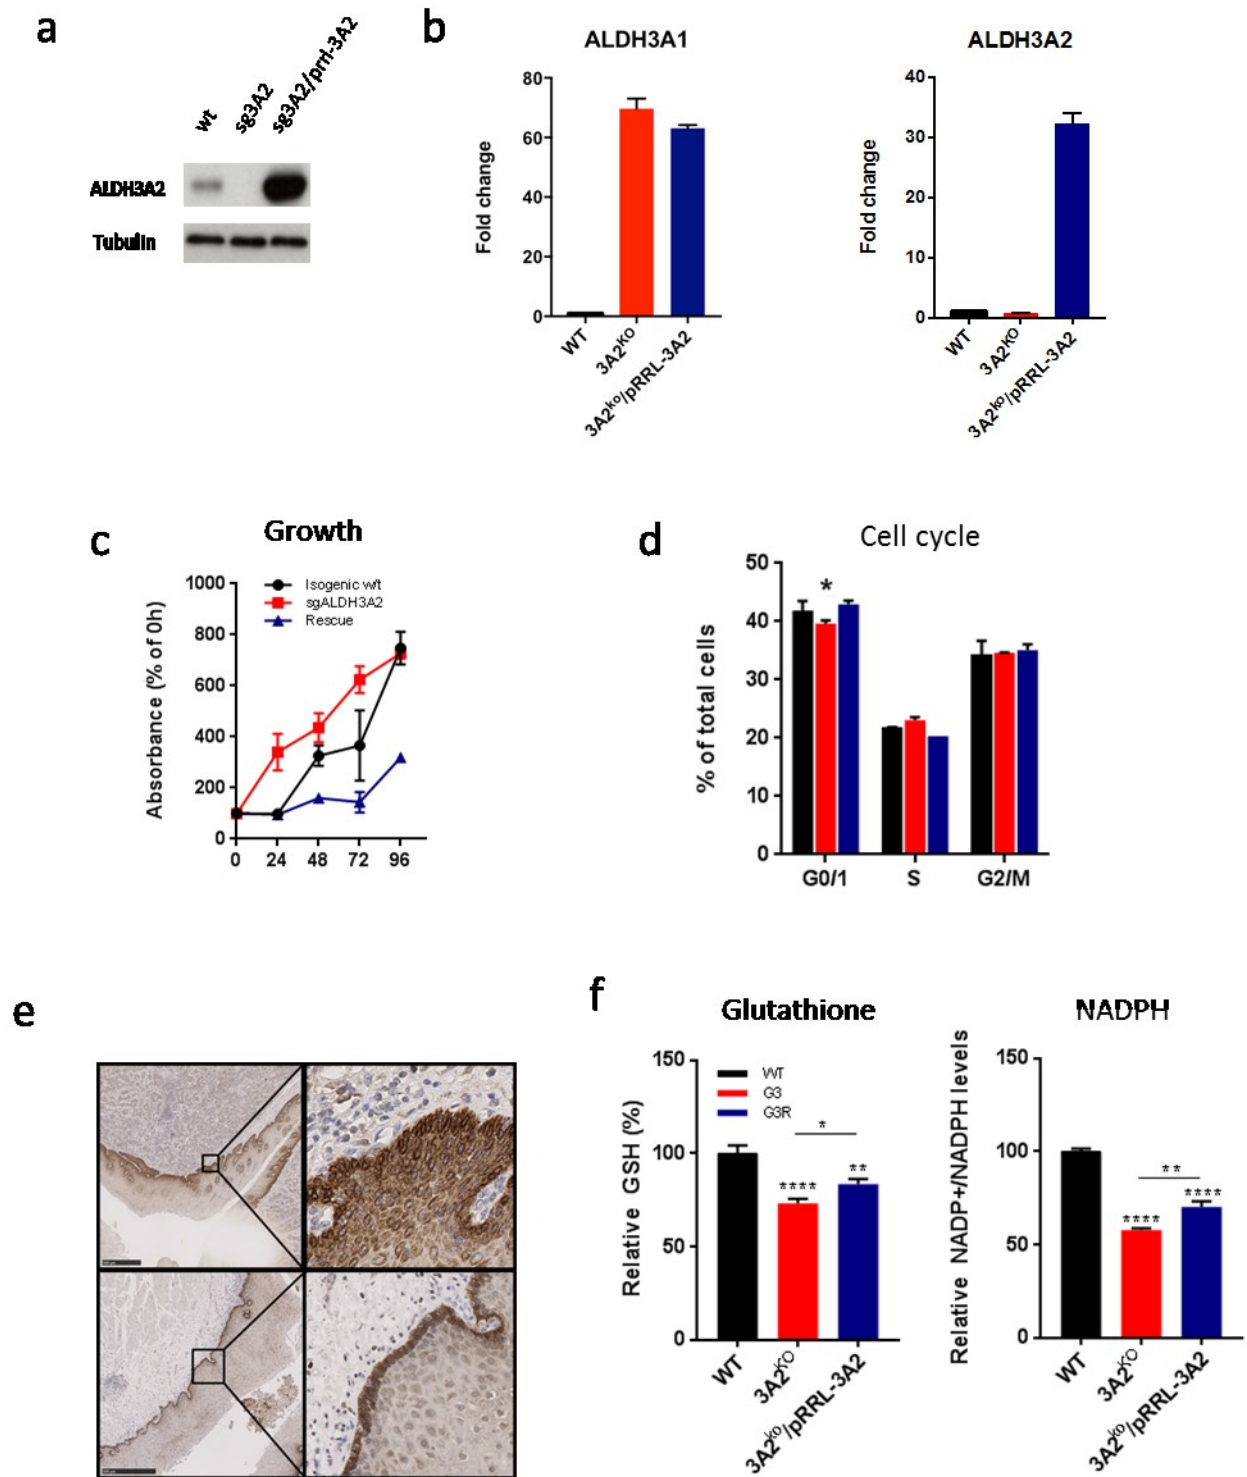 a
wt
sg3A2
sg3A2/prrl-3A2
ALDH3A2
Tubulin
b
ALDH3A1
Fold change
80
60
40
20
0
WT
3A2KO
3A2ko/pRRL-3A2
ALDH3A2
Fold change
40
30
20
10
0
WT
3A2KO
3A2ko/pRRL-3A2
c
Growth
Absorbance (% of 0h)
1000
800
600
400
200
0
Isogenic wt
sgALDH3A2
Rescue
0 24 48 72 96
d
Cell cycle
% of total cells
50
40
30
20
10
0
*
G0/1 S G2/M
e
f
Glutathione
Relative GSH (%)
150
100
50
0
WT
G3
G3R
*
****
**
WT
3A2KO
3A2ko/pRRL-3A2
NADPH
Relative NADP+/NADPH levels
150
100
50
0
**
****
****
WT
3A2KO
3A2ko/pRRL-3A2